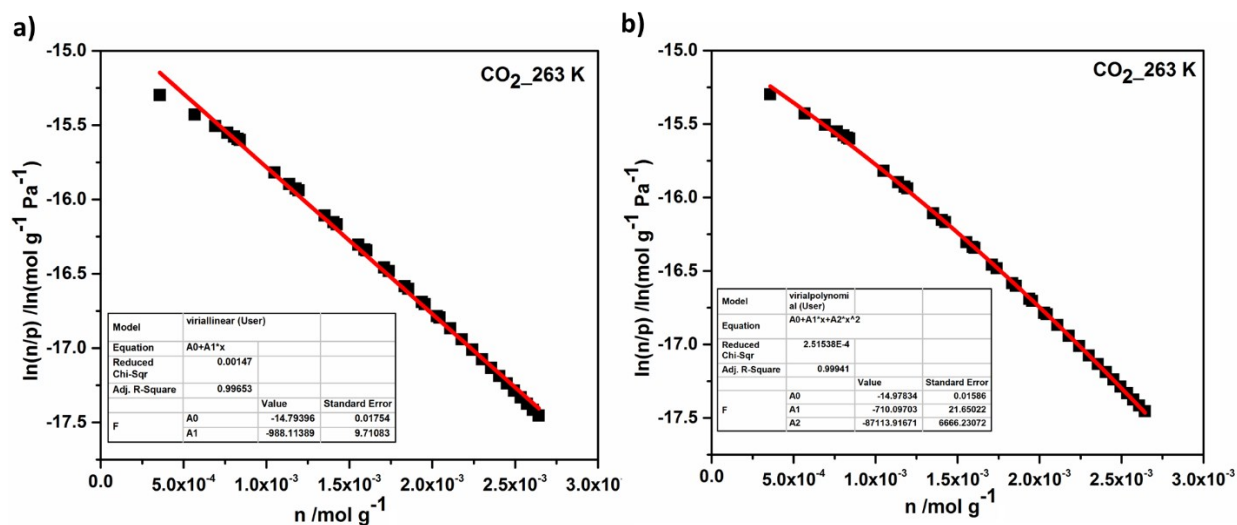 a)
CO2_263 K
ln(n/p) /ln(mol g-1 Pa-1)
-15.0
-15.5
-16.0
-16.5
-17.0
-17.5
Model viriallinear (User)
Equation A0+A1*x
Reduced Chi-Sqr 0.00147
Adj. R-Square 0.99653
Value Standard Error
F A0 -14.79396 0.01754
A1 -988.11389 9.71083
0.0 5.0x10-4 1.0x10-3 1.5x10-3 2.0x10-3 2.5x10-3 3.0x10-3
n /mol g-1
b)
CO2_263 K
ln(n/p) /ln(mol g-1 Pa-1)
-15.0
-15.5
-16.0
-16.5
-17.0
-17.5
Model virialpolynomi
al (User)
Equation A0+A1*x+A2*x^2
Reduced
Chi-Sqr 2.51538E-4
Adj. R-Square 0.99941
Value Standard Error
F A0 -14.97834 0.01586
A1 -710.09703 21.65022
A2 -87113.91671 6666.23072
0.0 5.0x10-4 1.0x10-3 1.5x10-3 2.0x10-3 2.5x10-3 3.0x10-3
n /mol g-1